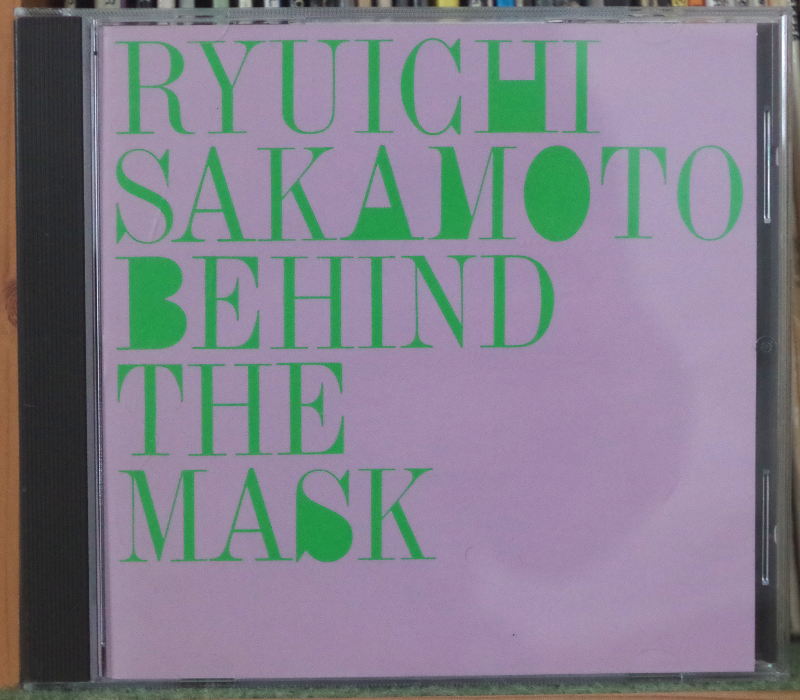 RYUICHI
SAKAMOTO
BEHIND
THE
MASK